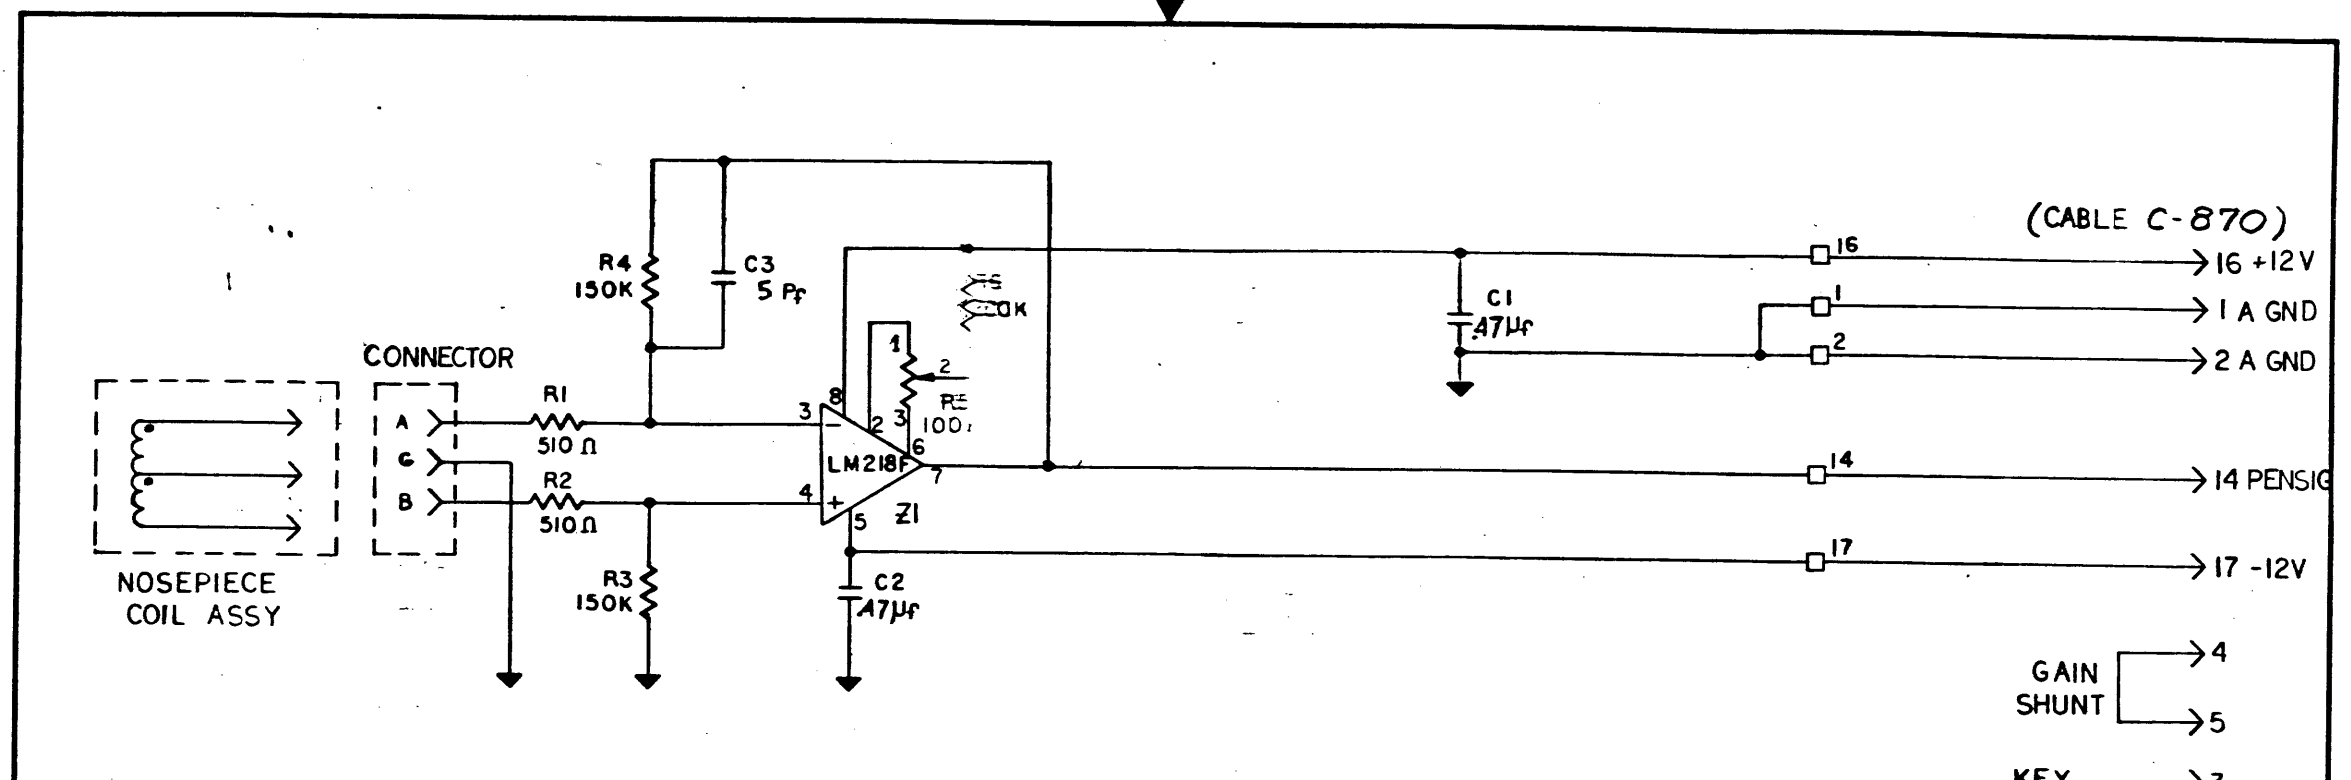 (CABLE C-870)
16
16 +12V
1
1 A GND
2
2 A GND
R4
150K
C3
5 Pf
C1
.47µf
1
2
3
100
CONNECTOR
A
G
B
R1
510Ω
R2
510Ω
3
4
8
2
6
7
5
LM218F
Z1
14
14 PENSIG
17
17 -12V
R3
150K
C2
.47µf
NOSEPIECE
COIL ASSY
GAIN
SHUNT
4
5
KEY